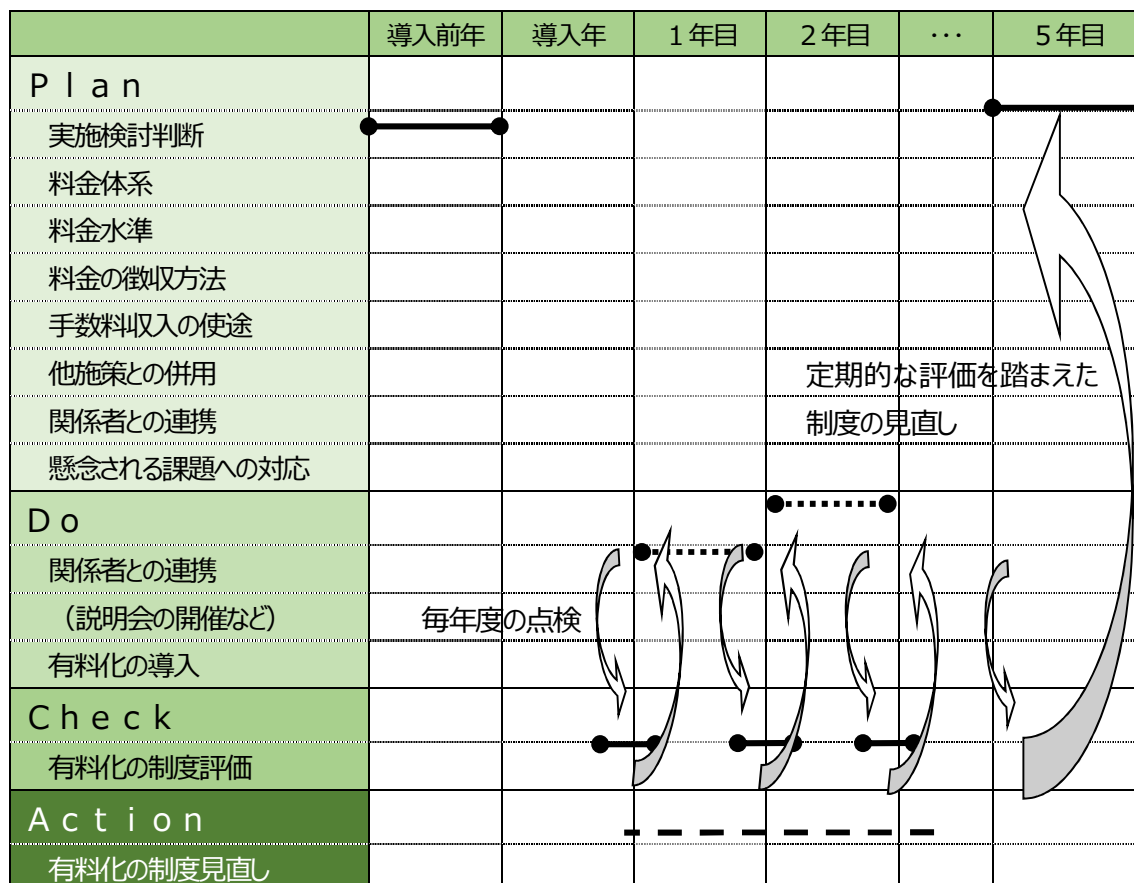 導入前年 導入年 １年目 ２年目 ・・・ ５年目
Ｐｌａｎ
実施検討判断
料金体系
料金水準
料金の徴収方法
手数料収入の使途
他施策との併用
定期的な評価を踏まえた
関係者との連携
制度の見直し
懸念される課題への対応
Ｄｏ
関係者との連携
（説明会の開催など）
毎年度の点検
有料化の導入
Ｃｈｅｃｋ
有料化の制度評価
Ａｃｔｉｏｎ
有料化の制度見直し